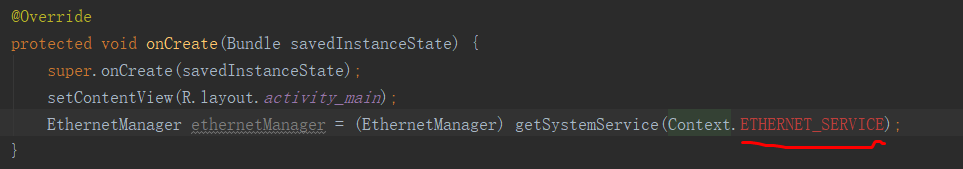 @Override
protected void onCreate(Bundle savedInstanceState) {
    super.onCreate(savedInstanceState);
    setContentView(R.layout.activity_main);
    EthernetManager ethernetManager = (EthernetManager) getSystemService(Context.ETHERNET_SERVICE);
}